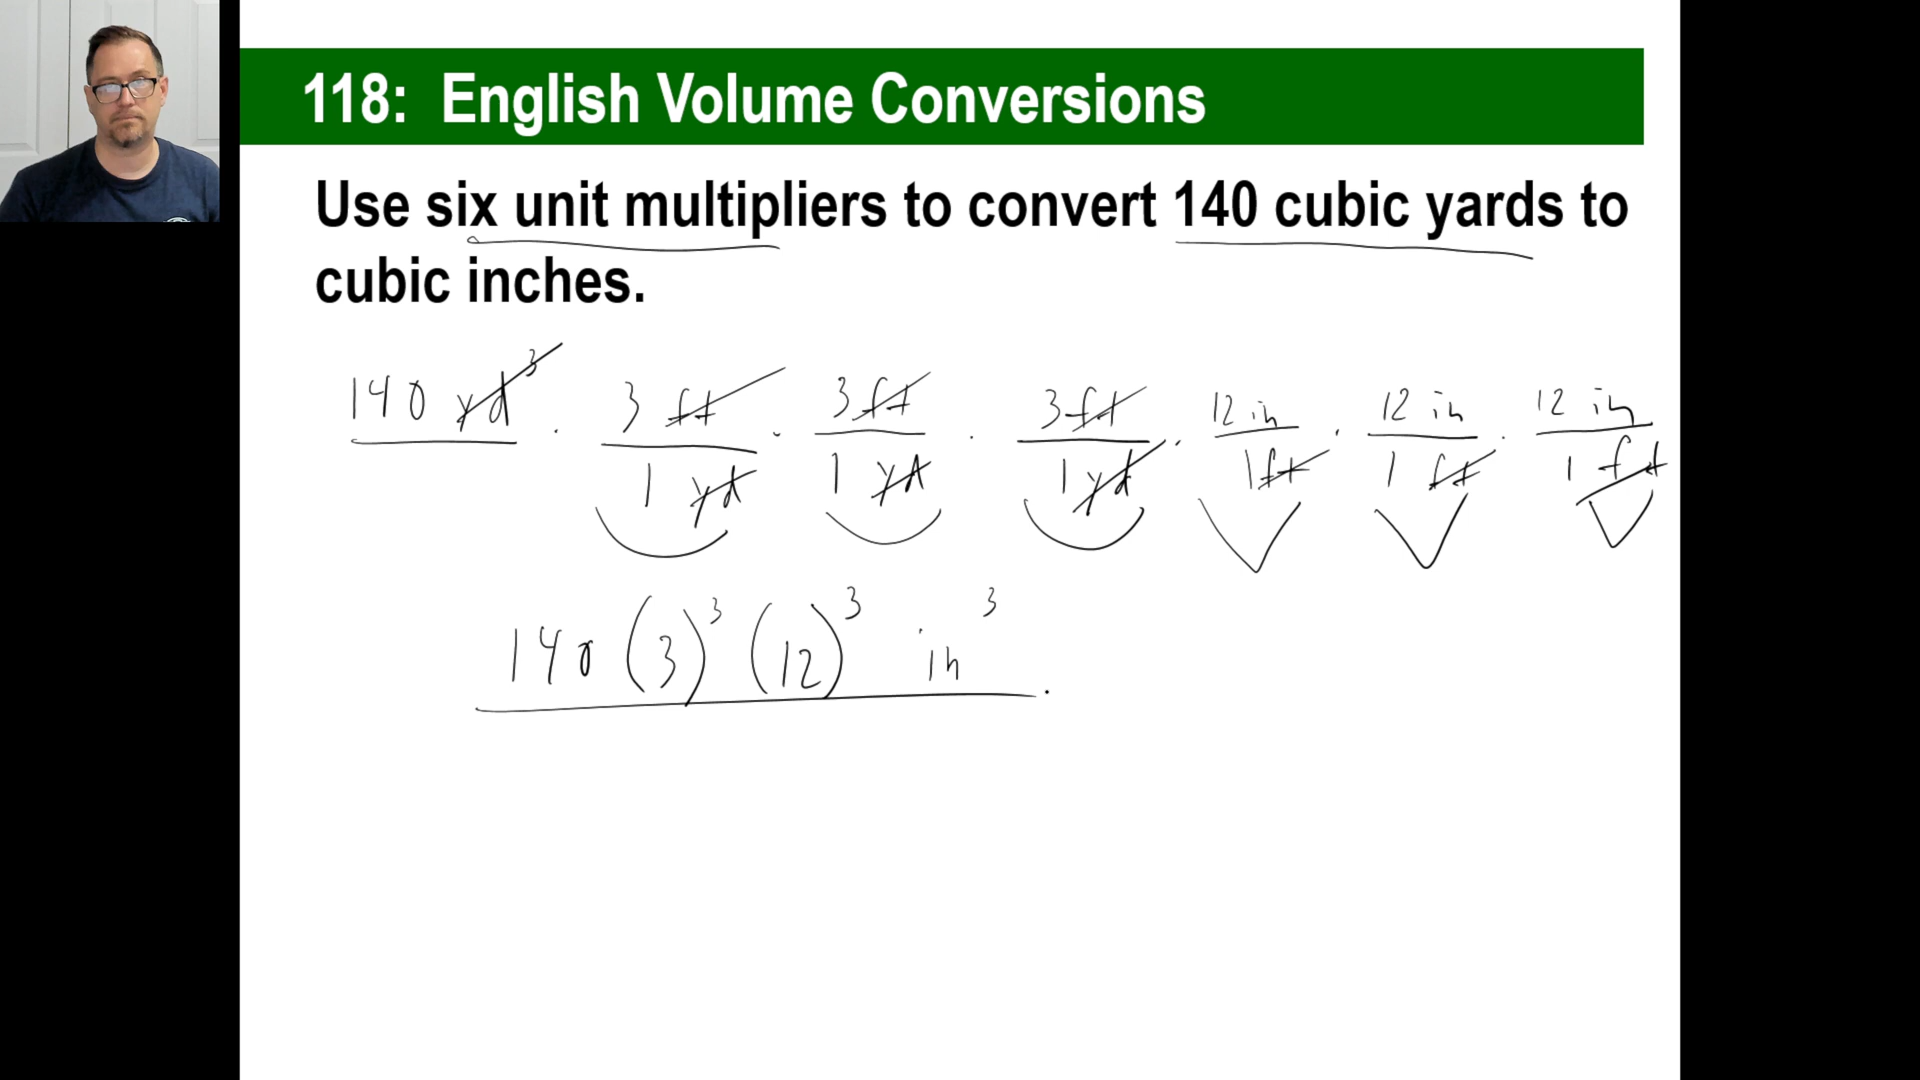 118: English Volume Conversions
Use six unit multipliers to convert 140 cubic yards to
cubic inches.
140 yd³ · 3 ft / 1 yd · 3 ft / 1 yd · 3 ft / 1 yd · 12 in / 1 ft · 12 in / 1 ft · 12 in / 1 ft
140 (3)³ (12)³ in³.